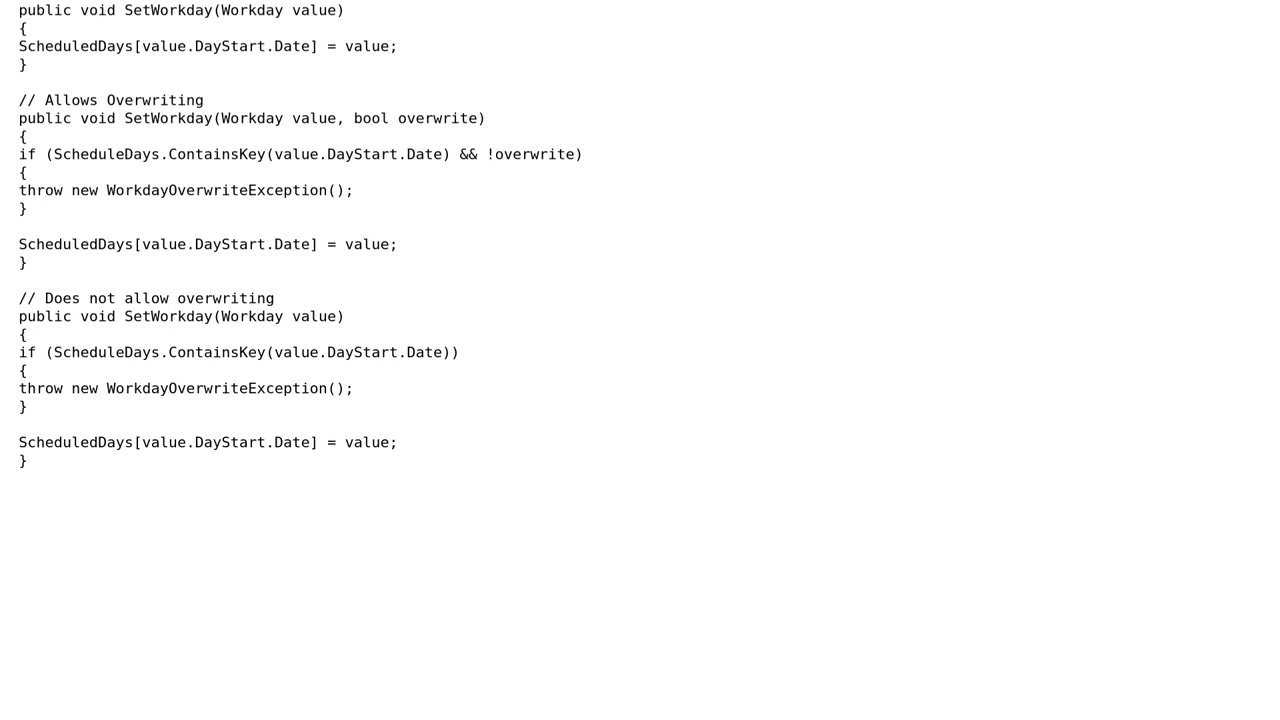 public void SetWorkday(Workday value)
{
ScheduledDays[value.DayStart.Date] = value;
}

// Allows Overwriting
public void SetWorkday(Workday value, bool overwrite)
{
if (ScheduleDays.ContainsKey(value.DayStart.Date) && !overwrite)
{
throw new WorkdayOverwriteException();
}

ScheduledDays[value.DayStart.Date] = value;
}

// Does not allow overwriting
public void SetWorkday(Workday value)
{
if (ScheduleDays.ContainsKey(value.DayStart.Date))
{
throw new WorkdayOverwriteException();
}

ScheduledDays[value.DayStart.Date] = value;
}